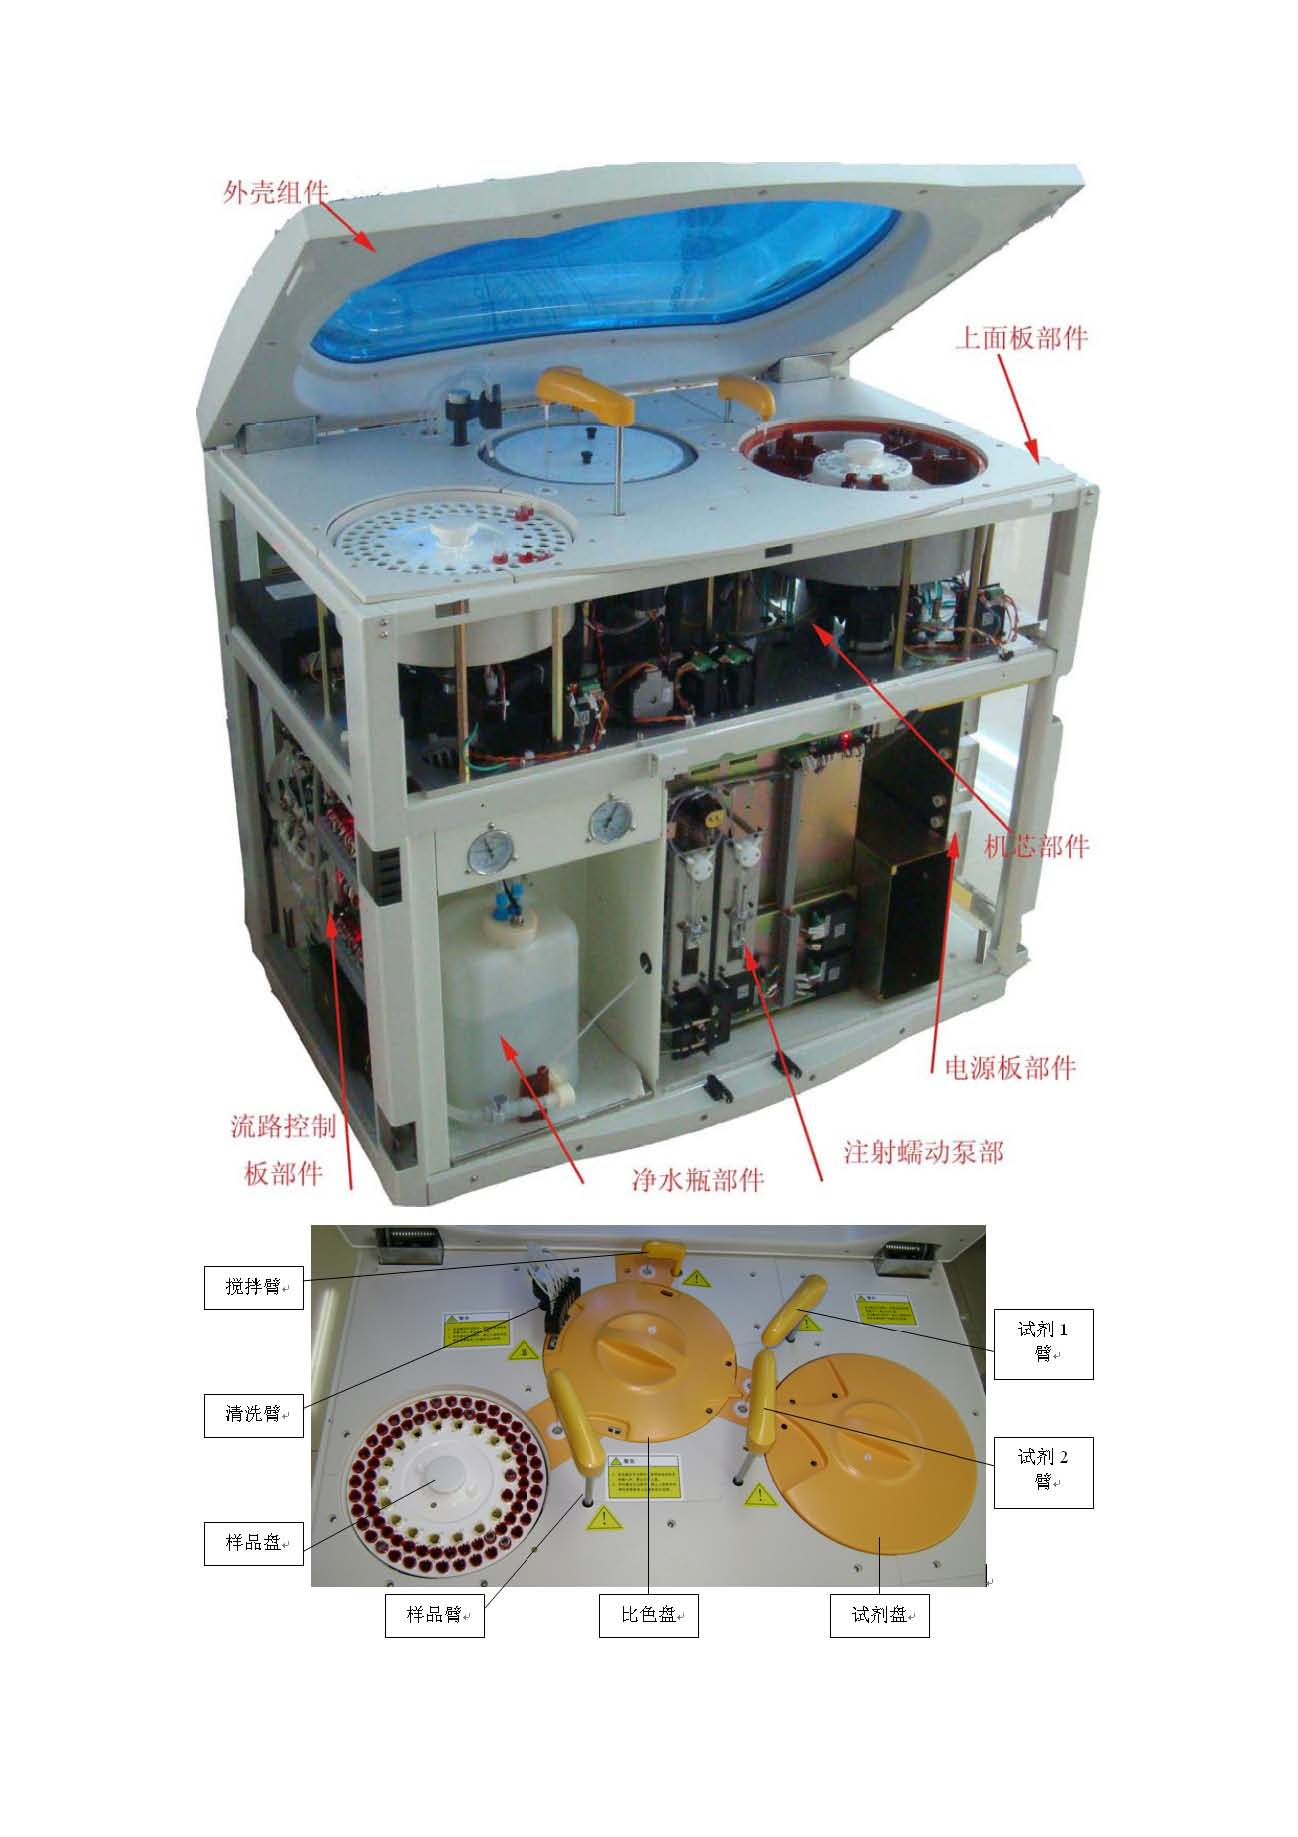 外壳组件
上面板部件
机芯部件
电源板部件
流路控制
板部件
净水瓶部件
注射蠕动泵部
搅拌臂
试剂1
臂
清洗臂
试剂2
臂
样品盘
样品臂
比色盘
试剂盘